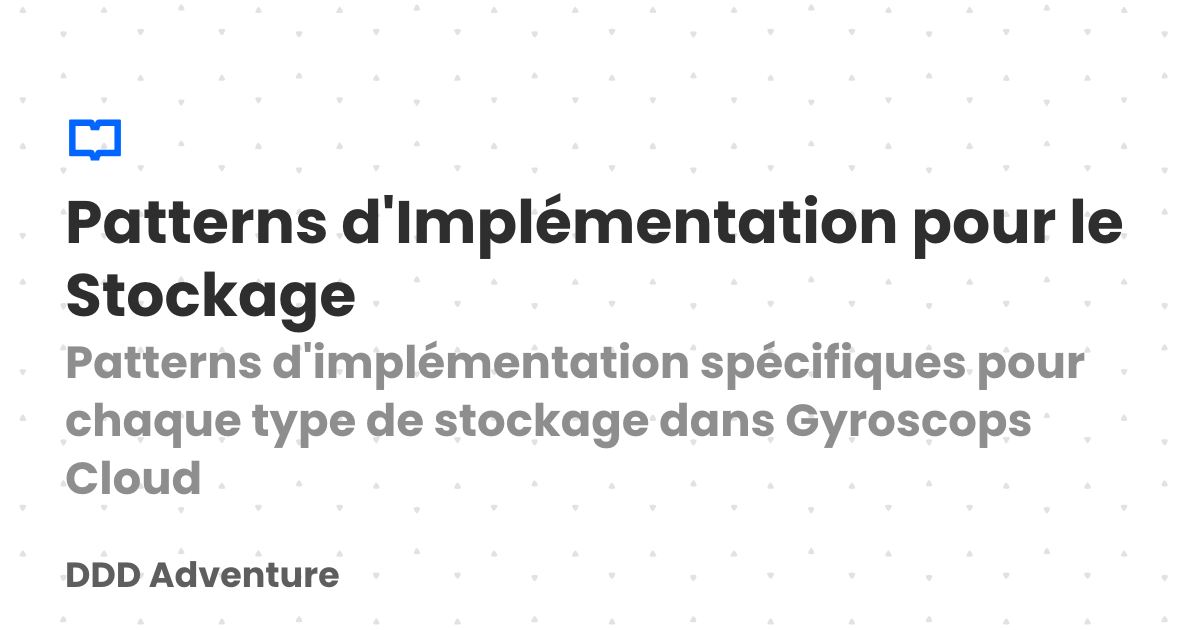 Patterns d'Implémentation pour le
Stockage
Patterns d'implémentation spécifiques pour
chaque type de stockage dans Gyroscops
Cloud
DDD Adventure